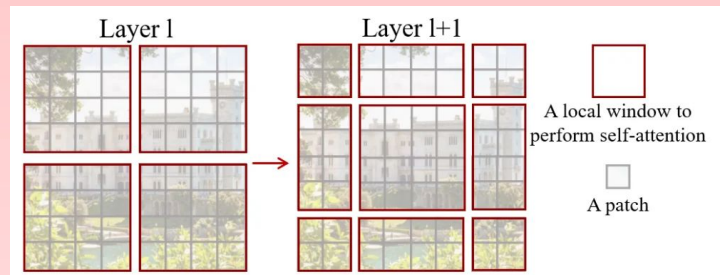 Layer l
Layer l+1
A local window to
perform self-attention
A patch